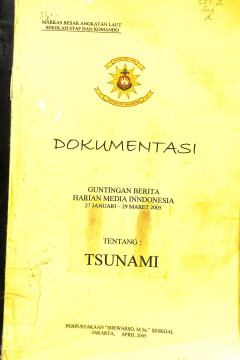 MARKAS BESAR ANGKATAN LAUT
SEKOLAH STAF DAN KOMANDO
DOKUMENTASI
GUNTINGAN BERITA
HARIAN MEDIA INNDONESIA
27 JANUARI - 29 MARET 2005
TENTANG :
TSUNAMI
PERPUSTAKAAN "SOEWARSO, M.Sc." SESKOAL
JAKARTA, APRIL 2005